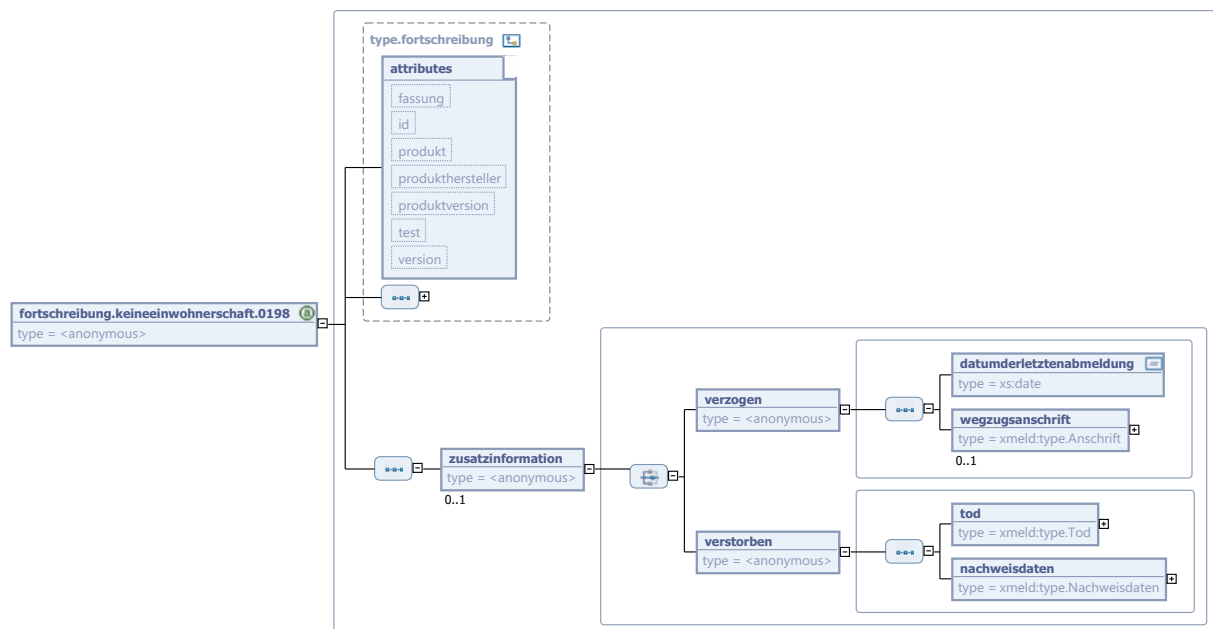 type.fortschreibung
attributes
fassung
id
produkt
produkthersteller
produktversion
test
version
fortschreibung.keineeinwohnerschaft.0198
type = <anonymous>
zusatzinformation
type = <anonymous>
0..1
verzogen
type = <anonymous>
datumderletztenabmeldung
type = xs:date
wegzugsanschrift
type = xmeld:type.Anschrift
0..1
verstorben
type = <anonymous>
tod
type = xmeld:type.Tod
nachweisdaten
type = xmeld:type.Nachweisdaten